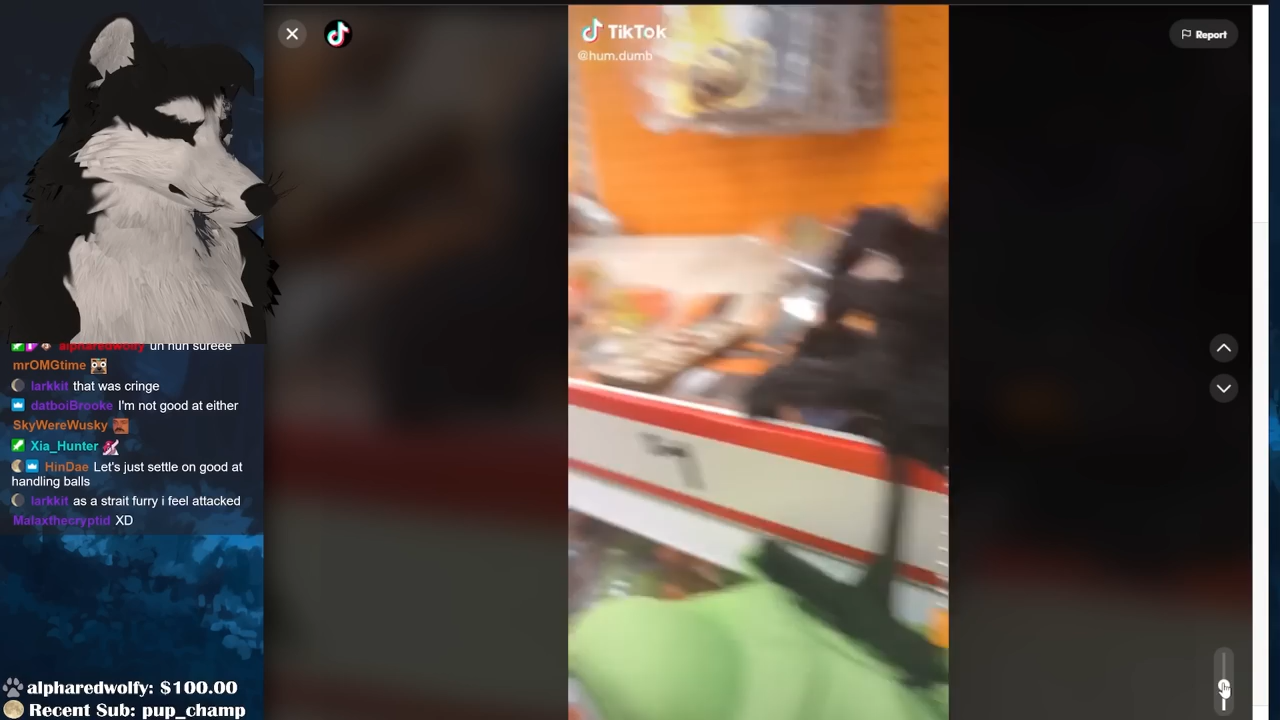 TikTok
@hum.dumb
Report
alpharedwolfy uh huh sureee
mrOMGtime
larkkit that was cringe
datboiBrooke I'm not good at either
SkyWereWusky
Xia_Hunter
HinDae Let's just settle on good at
handling balls
larkkit as a strait furry i feel attacked
Malaxthecryptid XD
alpharedwolfy: $100.00
Recent Sub: pup_champ